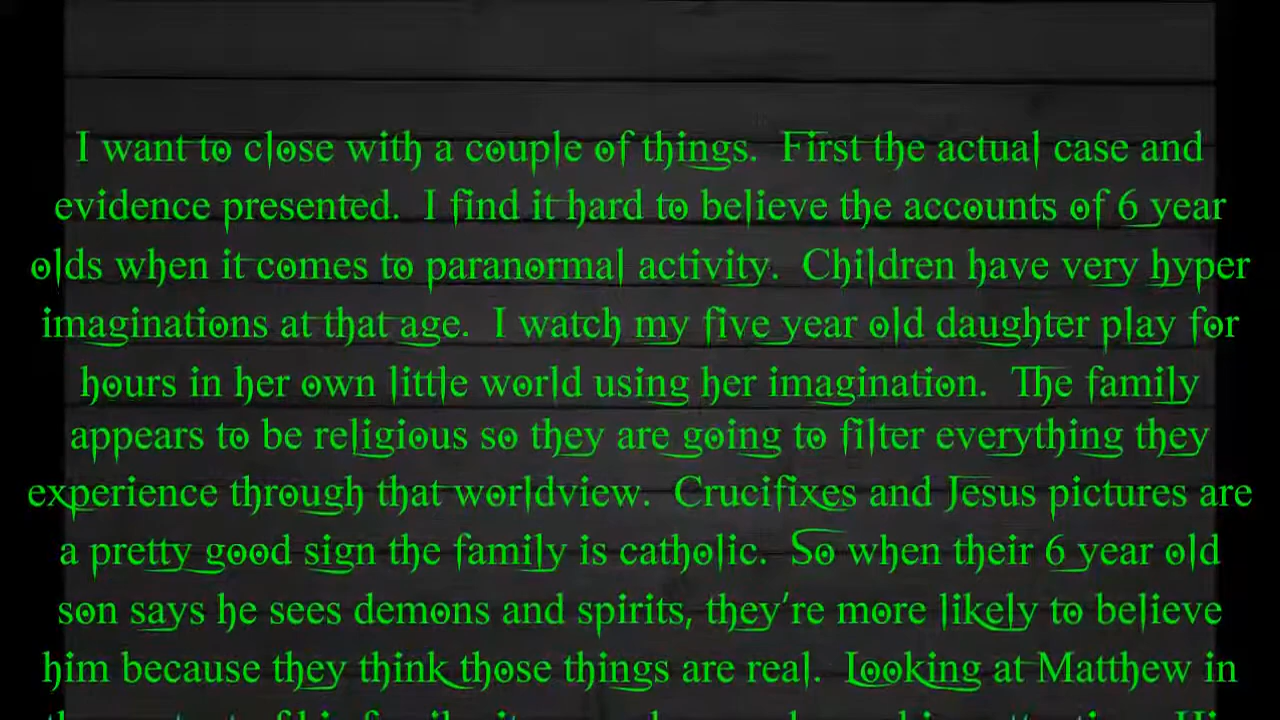 I want to close with a couple of things.  First the actual case and
evidence presented.  I find it hard to believe the accounts of 6 year
olds when it comes to paranormal activity.  Children have very hyper
imaginations at that age.  I watch my five year old daughter play for
hours in her own little world using her imagination.  The family
appears to be religious so they are going to filter everything they
experience through that worldview.  Crucifixes and Jesus pictures are
a pretty good sign the family is catholic.  So when their 6 year old
son says he sees demons and spirits, they're more likely to believe
him because they think those things are real.  Looking at Matthew in